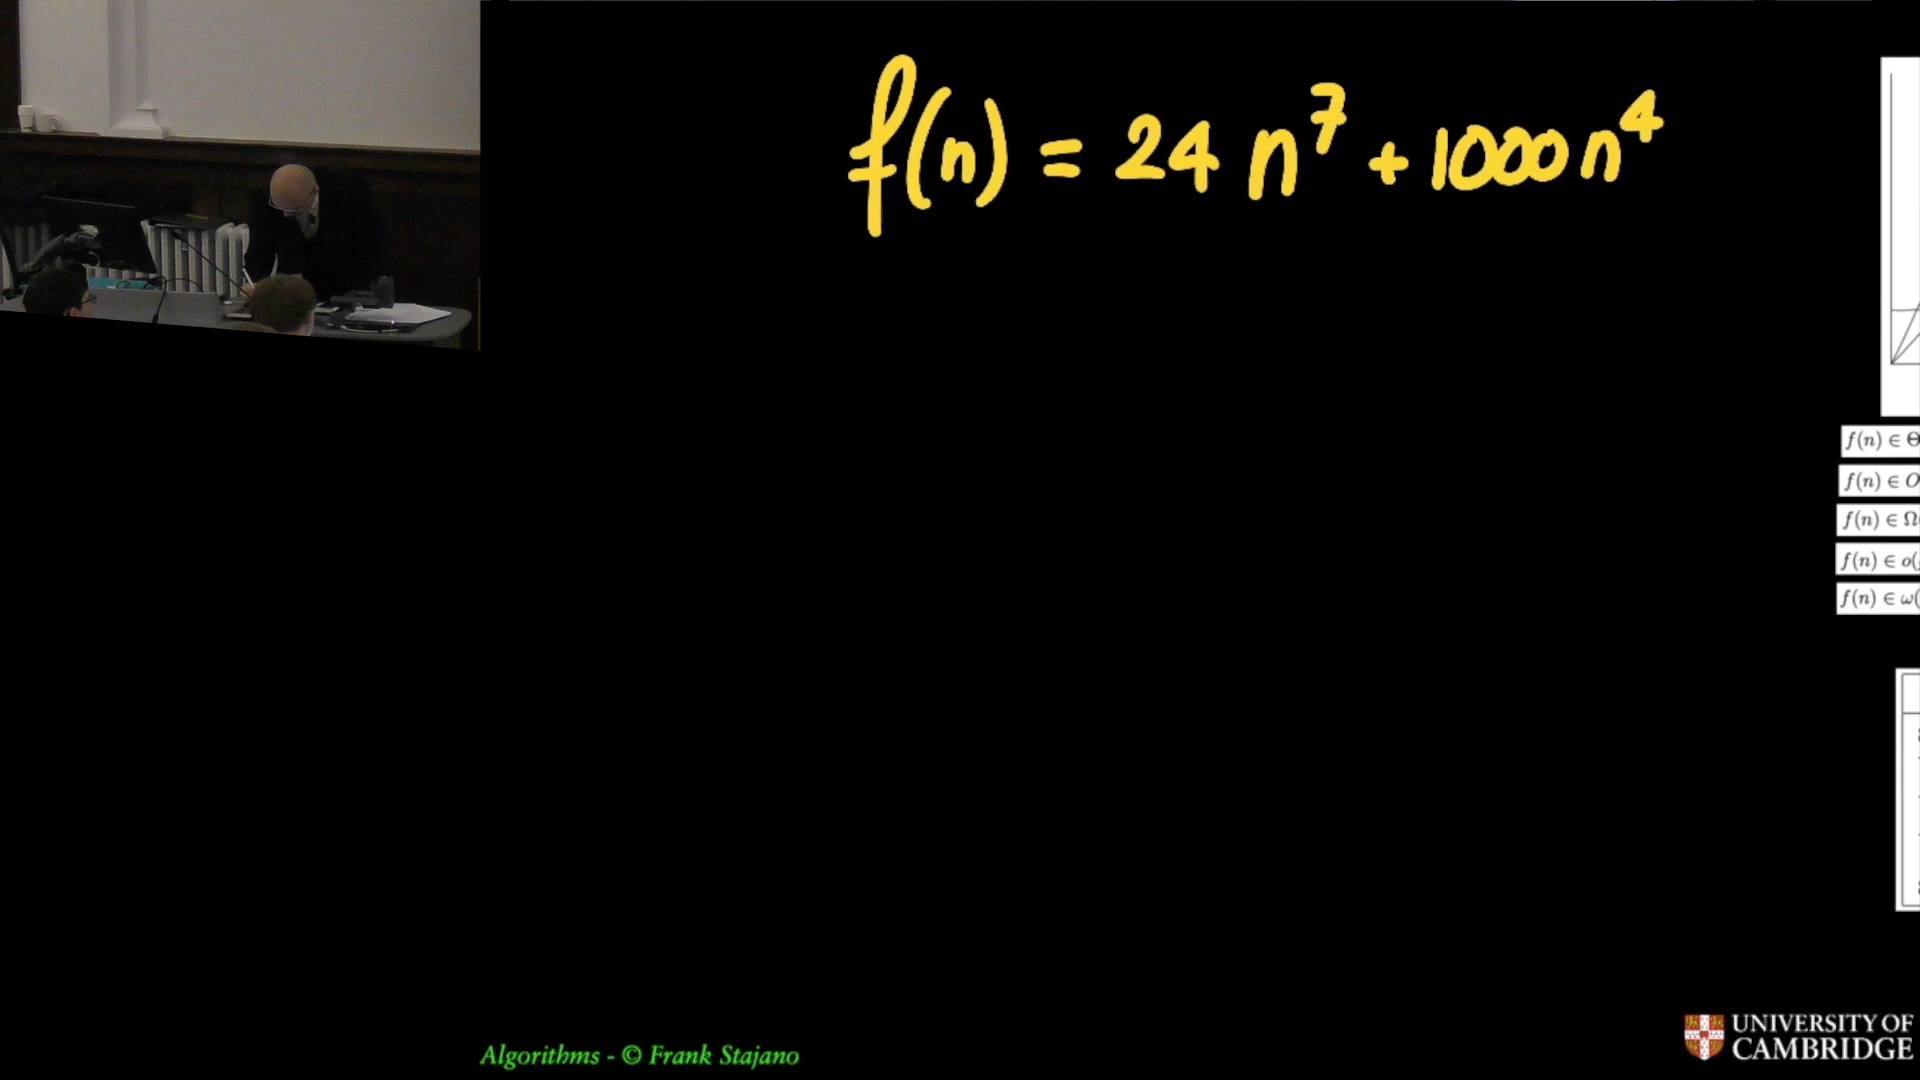 f(n) = 24 n⁷ + 1000 n⁴
f(n) ∈ Θ
f(n) ∈ O
f(n) ∈ Ω(
f(n) ∈ o(
f(n) ∈ ω(
Algorithms - © Frank Stajano
UNIVERSITY OF
CAMBRIDGE